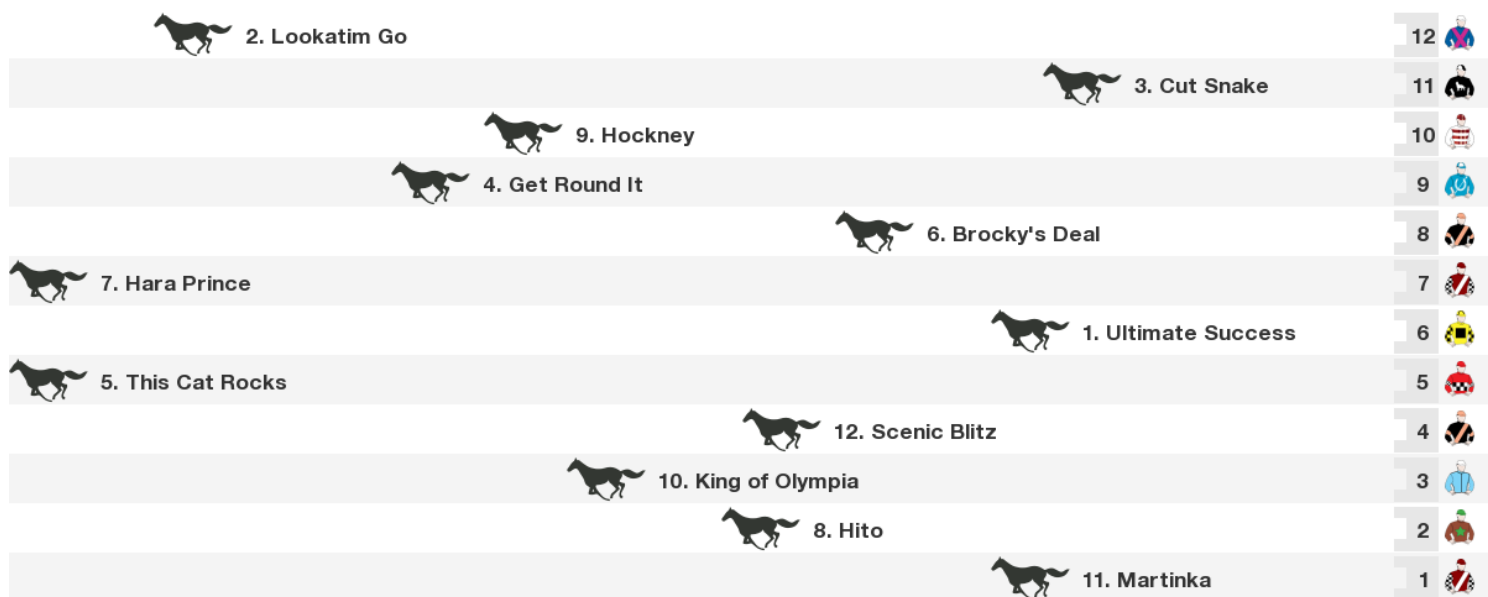 2. Lookatim Go 12
3. Cut Snake 11
9. Hockney 10
4. Get Round It 9
6. Brocky's Deal 8
7. Hara Prince 7
1. Ultimate Success 6
5. This Cat Rocks 5
12. Scenic Blitz 4
10. King of Olympia 3
8. Hito 2
11. Martinka 1